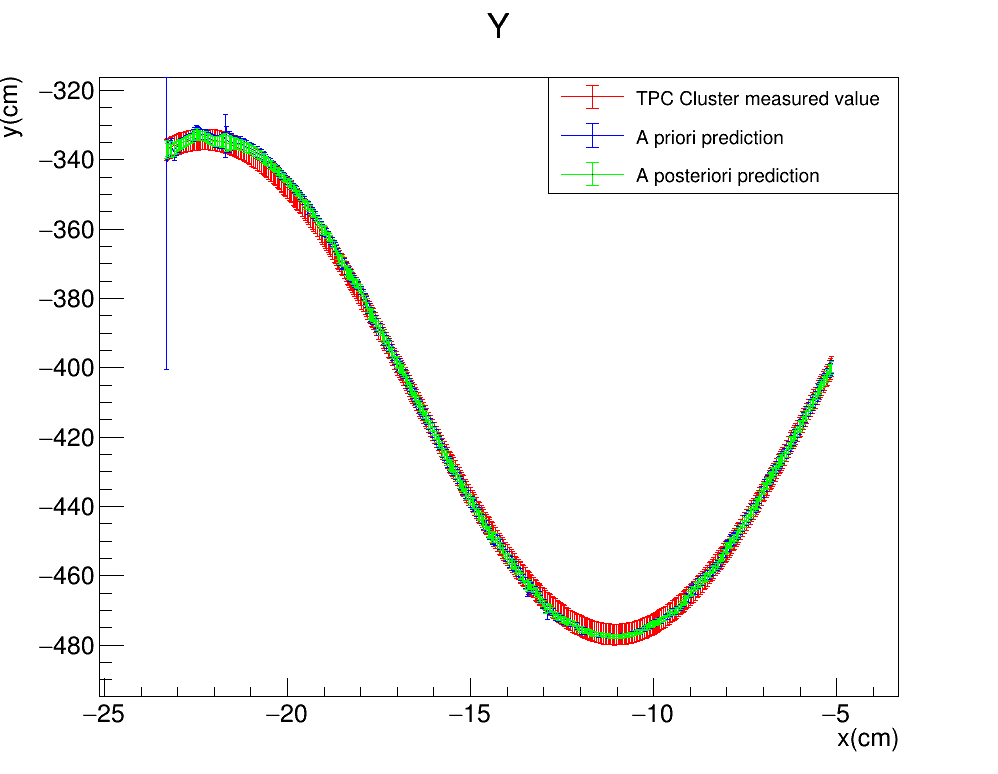 Y
y(cm)
TPC Cluster measured value
A priori prediction
A posteriori prediction
−320
−340
−360
−380
−400
−420
−440
−460
−480
−25 −20 −15 −10 −5
x(cm)